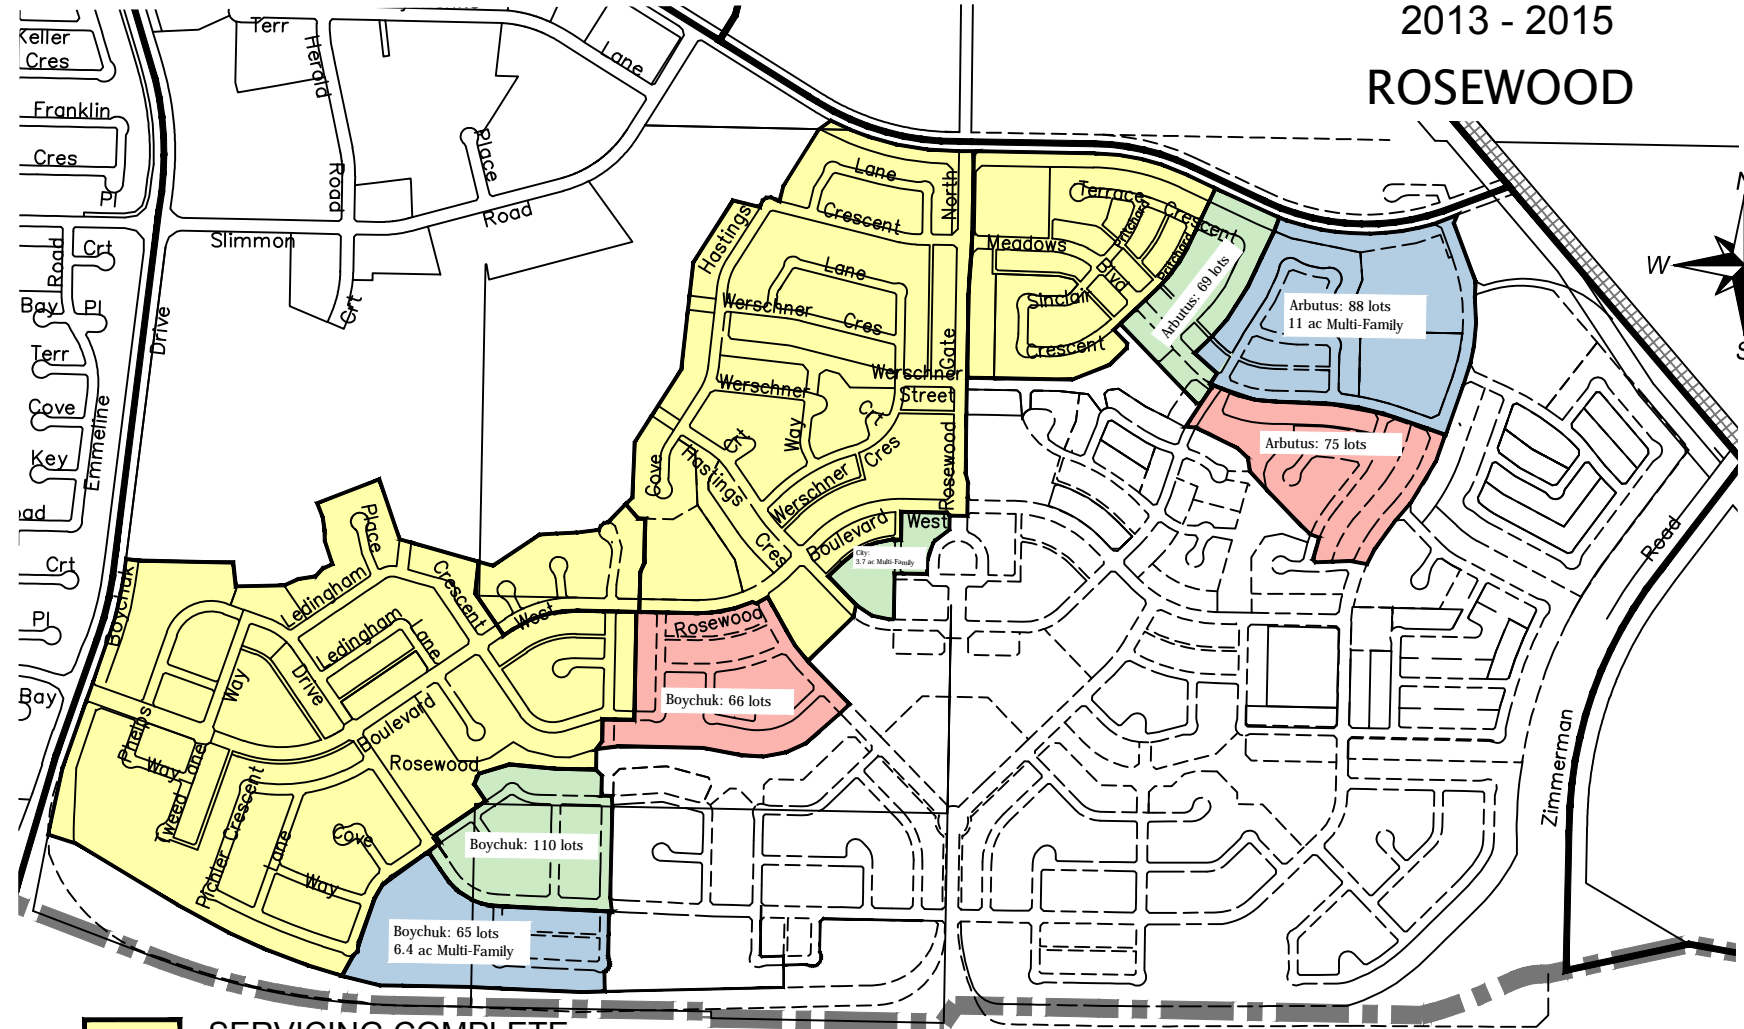 2013 - 2015
ROSEWOOD
Keller
Cres
Franklin
Cres
Pl
Terr
Herald
Road
Lane
Place
Road
Slimmon
Crt
Road
Crt
Bay
Pl
Terr
Cove
Key
Crt
Pl
Bay
Emmeline
Drive
Boychuk
Lane
Crescent
North
Hastings
Lane
Werschner
Cres
Werschner
Way
Crt
Crt
Werschner
Street
Gate
Rosewood
Cove
Hastings
Cres
Werschner
Cres
Boulevard
West
City:
3.7 ac Multi-Family
Terrace
Crescent
Pritchard
Pritchard
Meadows
Blvd
Sinclair
Crescent
Arbutus: 69 lots
Arbutus: 88 lots
11 ac Multi-Family
Arbutus: 75 lots
W
Road
Zimmerman
Place
Ledingham
Crescent
West
Ledingham
Lane
Drive
Way
Boulevard
Rosewood
Rosewood
Boychuk: 66 lots
Phelps
Way
Lane
Tweed
Pichler Crescent
Lane
Cove
Way
Boychuk: 110 lots
Boychuk: 65 lots
6.4 ac Multi-Family
SERVICING COMPLETE